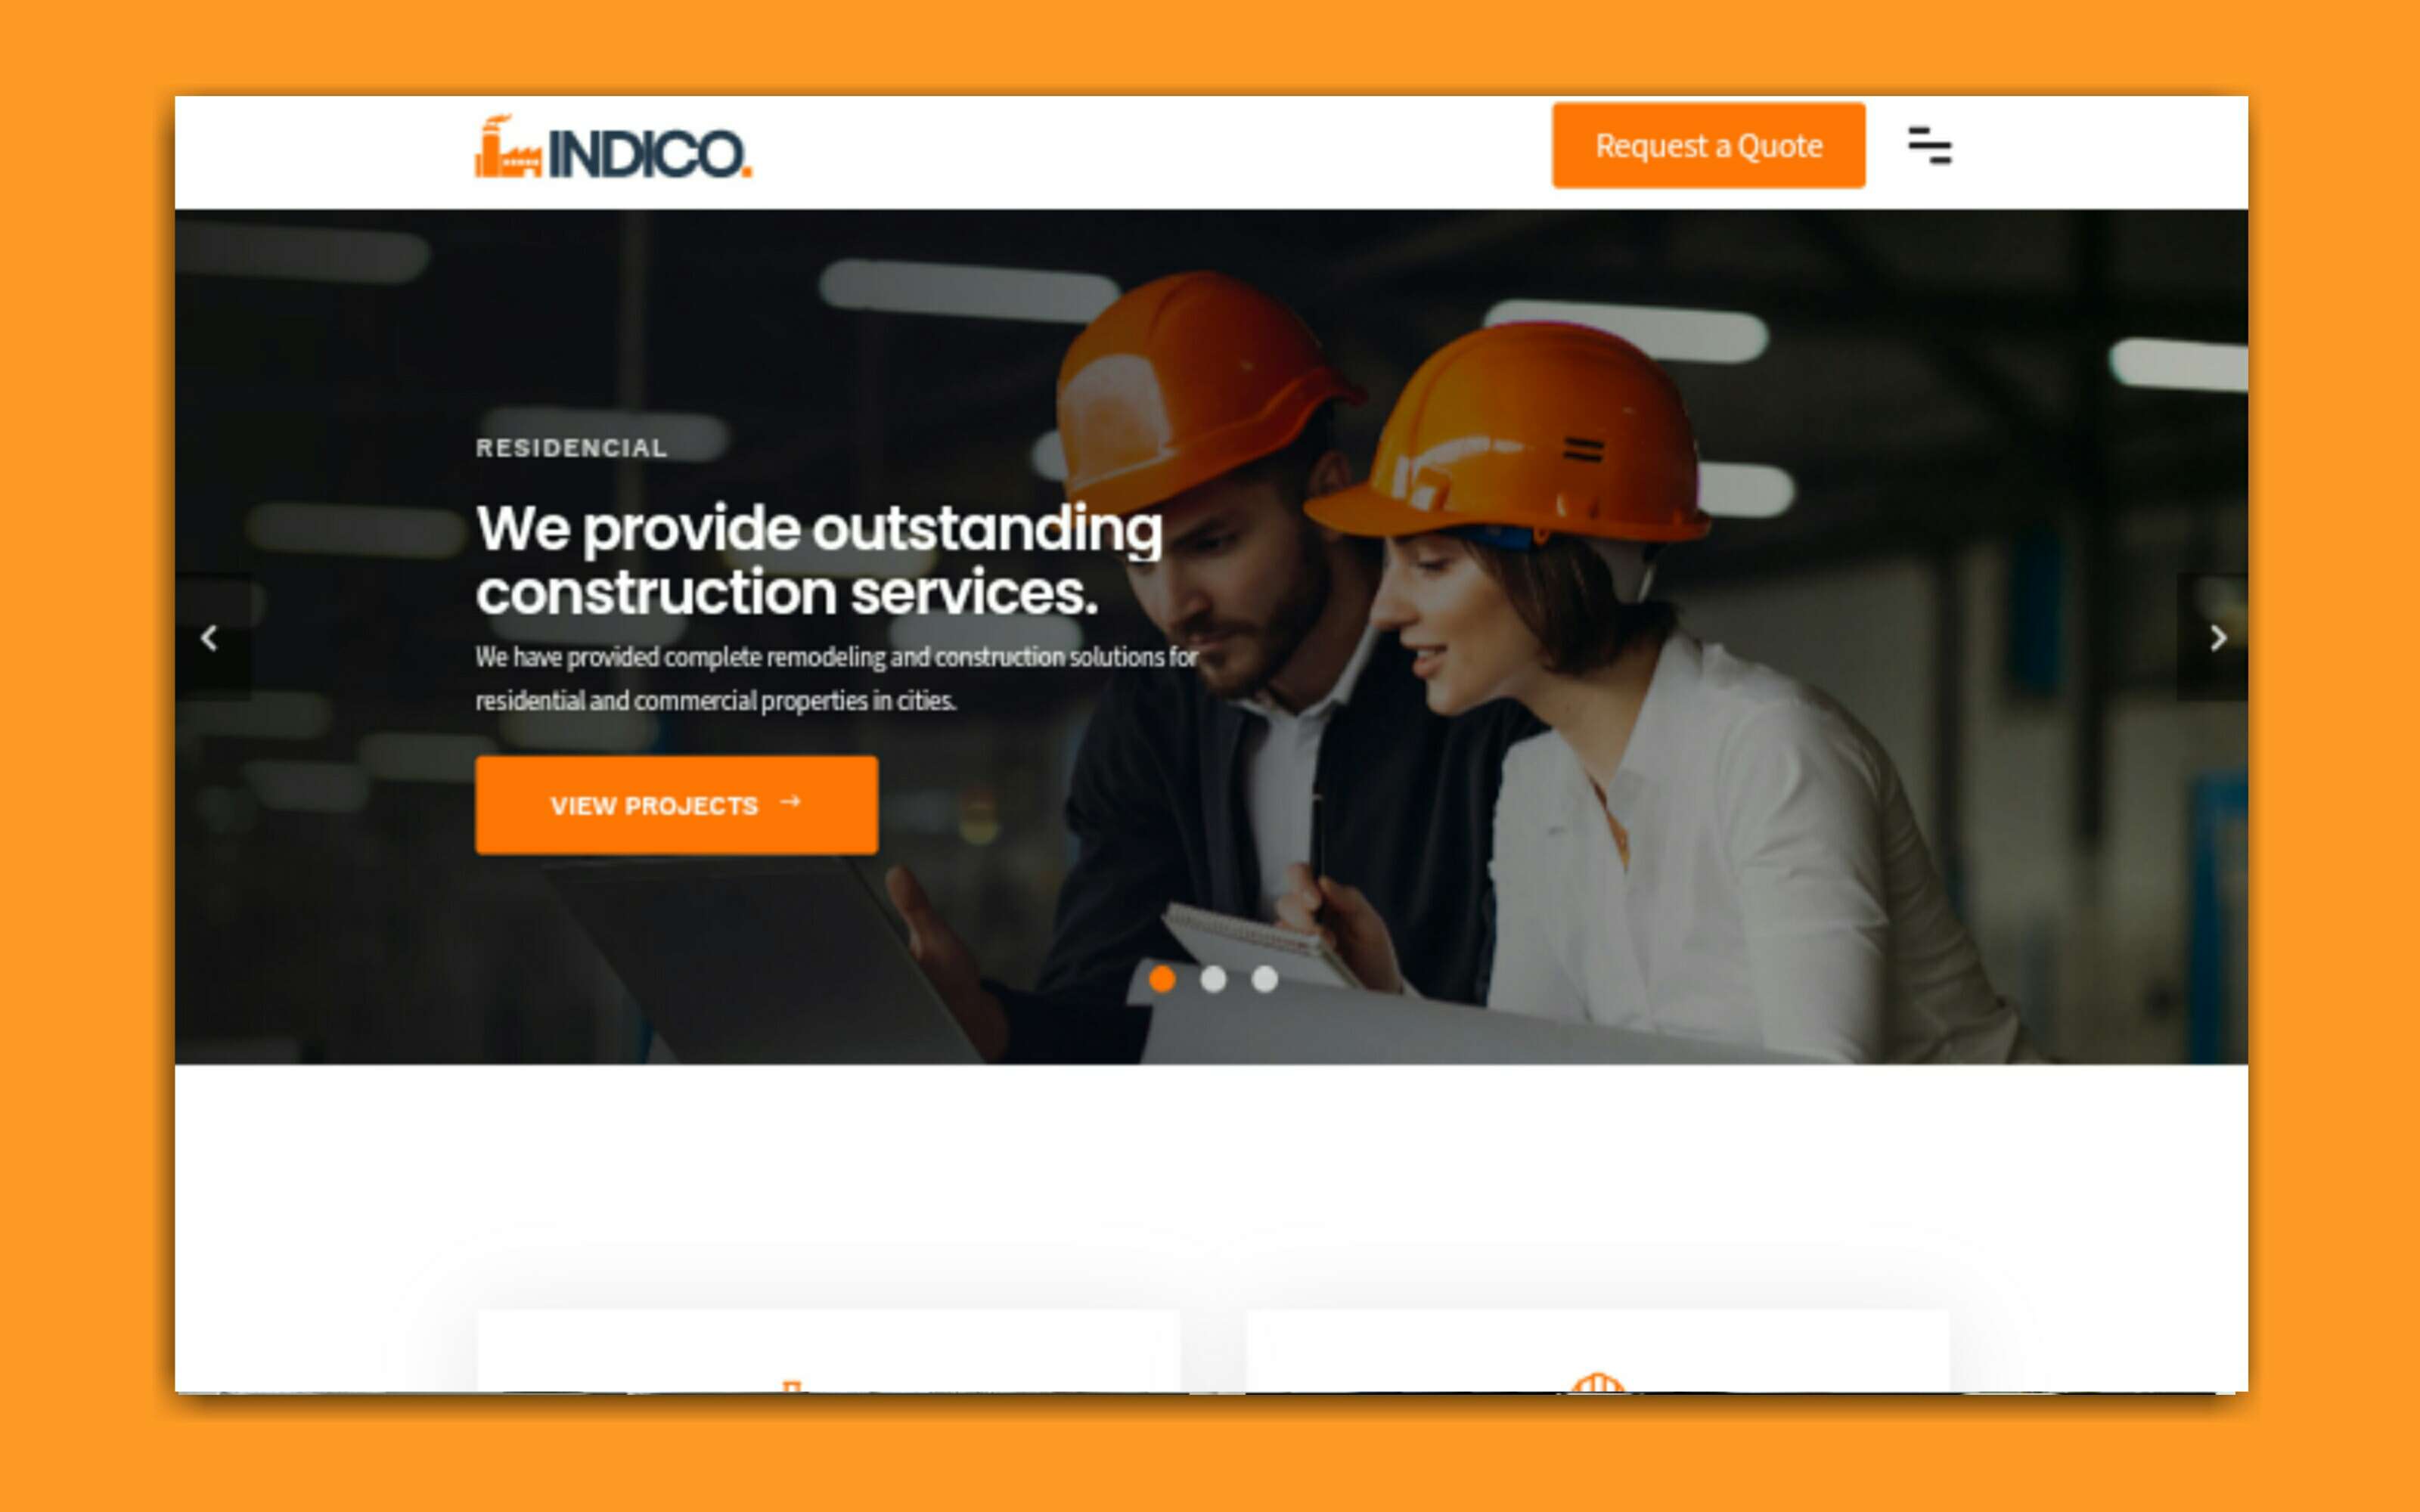 INDICO.
Request a Quote
RESIDENCIAL
We provide outstanding
construction services.
We have provided complete remodeling and construction solutions for
residential and commercial properties in cities.
VIEW PROJECTS →